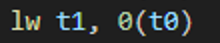 lw t1, 0(t0)